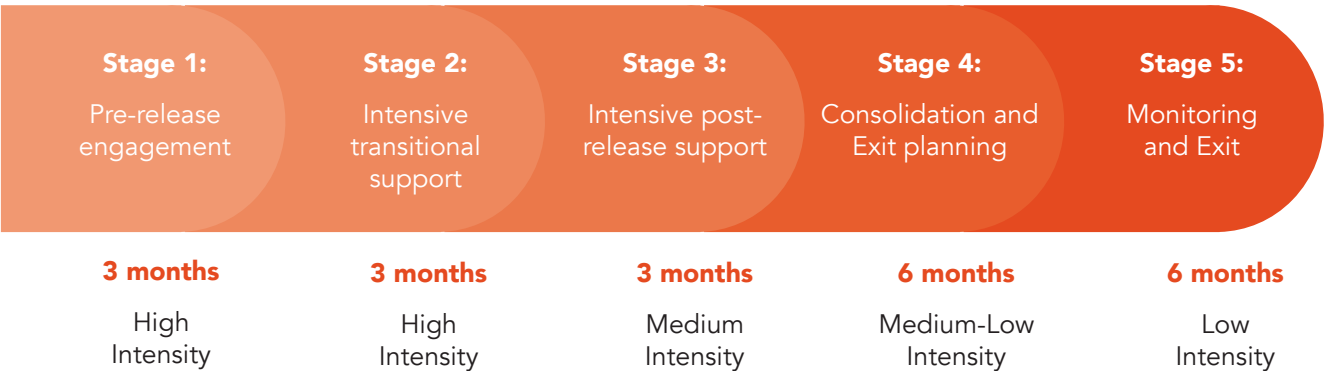 Stage 1:
Pre-release
engagement
3 months
High
Intensity
Stage 2:
Intensive
transitional
support
3 months
High
Intensity
Stage 3:
Intensive post-
release support
3 months
Medium
Intensity
Stage 4:
Consolidation and
Exit planning
6 months
Medium-Low
Intensity
Stage 5:
Monitoring
and Exit
6 months
Low
Intensity